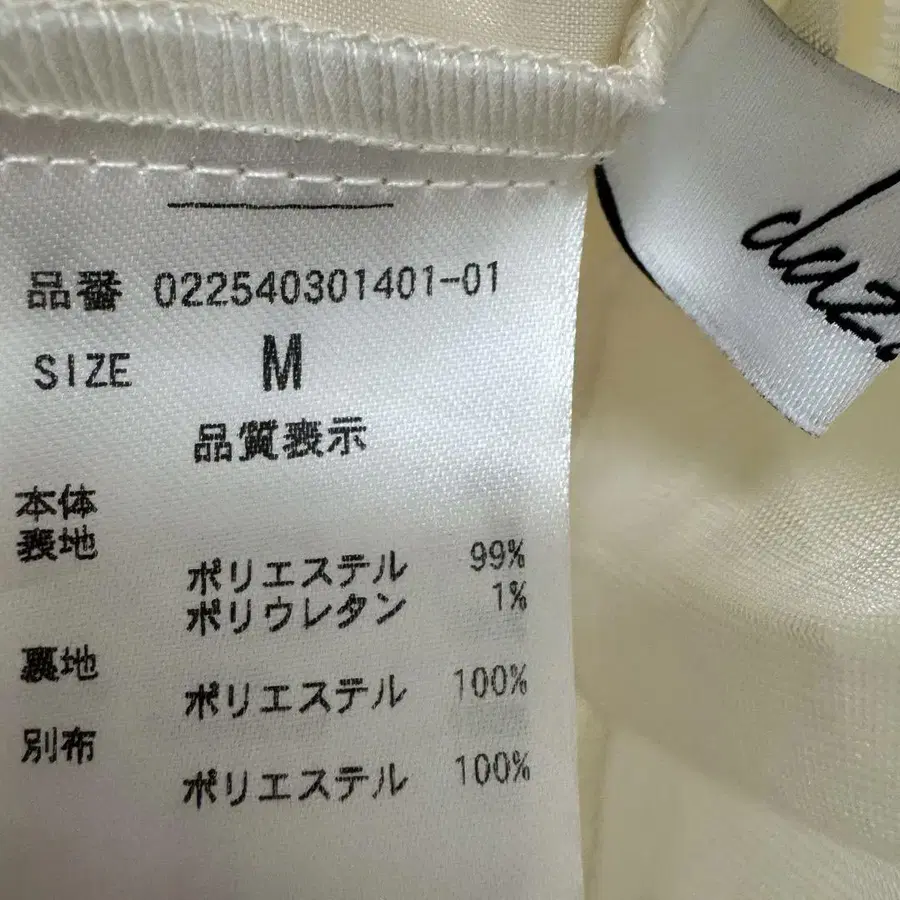 品番 022540301401-01
SIZE M
品質表示
本体
表地
ポリエステル 99%
ポリウレタン 1%
裏地
ポリエステル 100%
別布
ポリエステル 100%